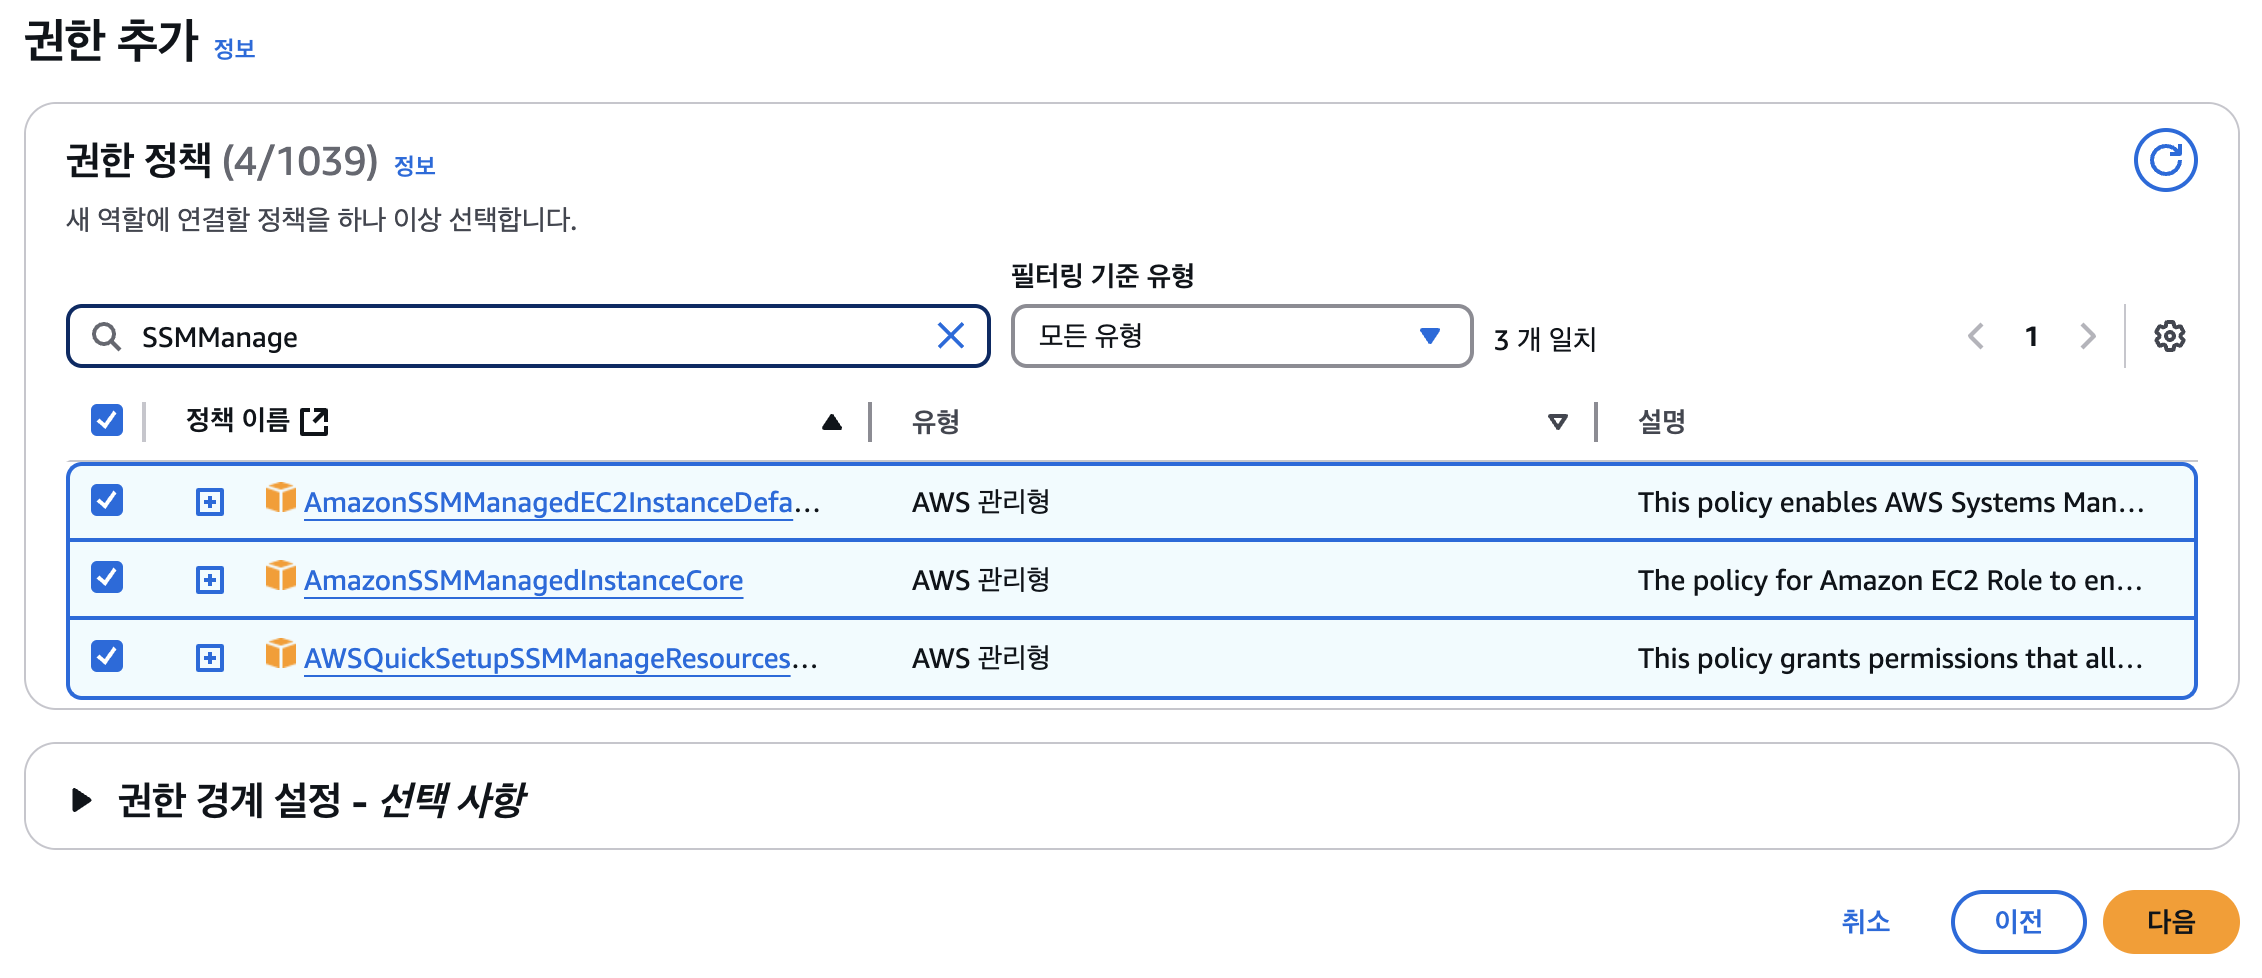 권한 추가 정보
권한 정책 (4/1039) 정보
새 역할에 연결할 정책을 하나 이상 선택합니다.
필터링 기준 유형
SSMManage 모든 유형 3 개 일치 1
정책 이름 유형 설명
AmazonSSMManagedEC2InstanceDefa... AWS 관리형 This policy enables AWS Systems Man...
AmazonSSMManagedInstanceCore AWS 관리형 The policy for Amazon EC2 Role to en...
AWSQuickSetupSSMManageResources... AWS 관리형 This policy grants permissions that all...
권한 경계 설정 - 선택 사항
취소 이전 다음